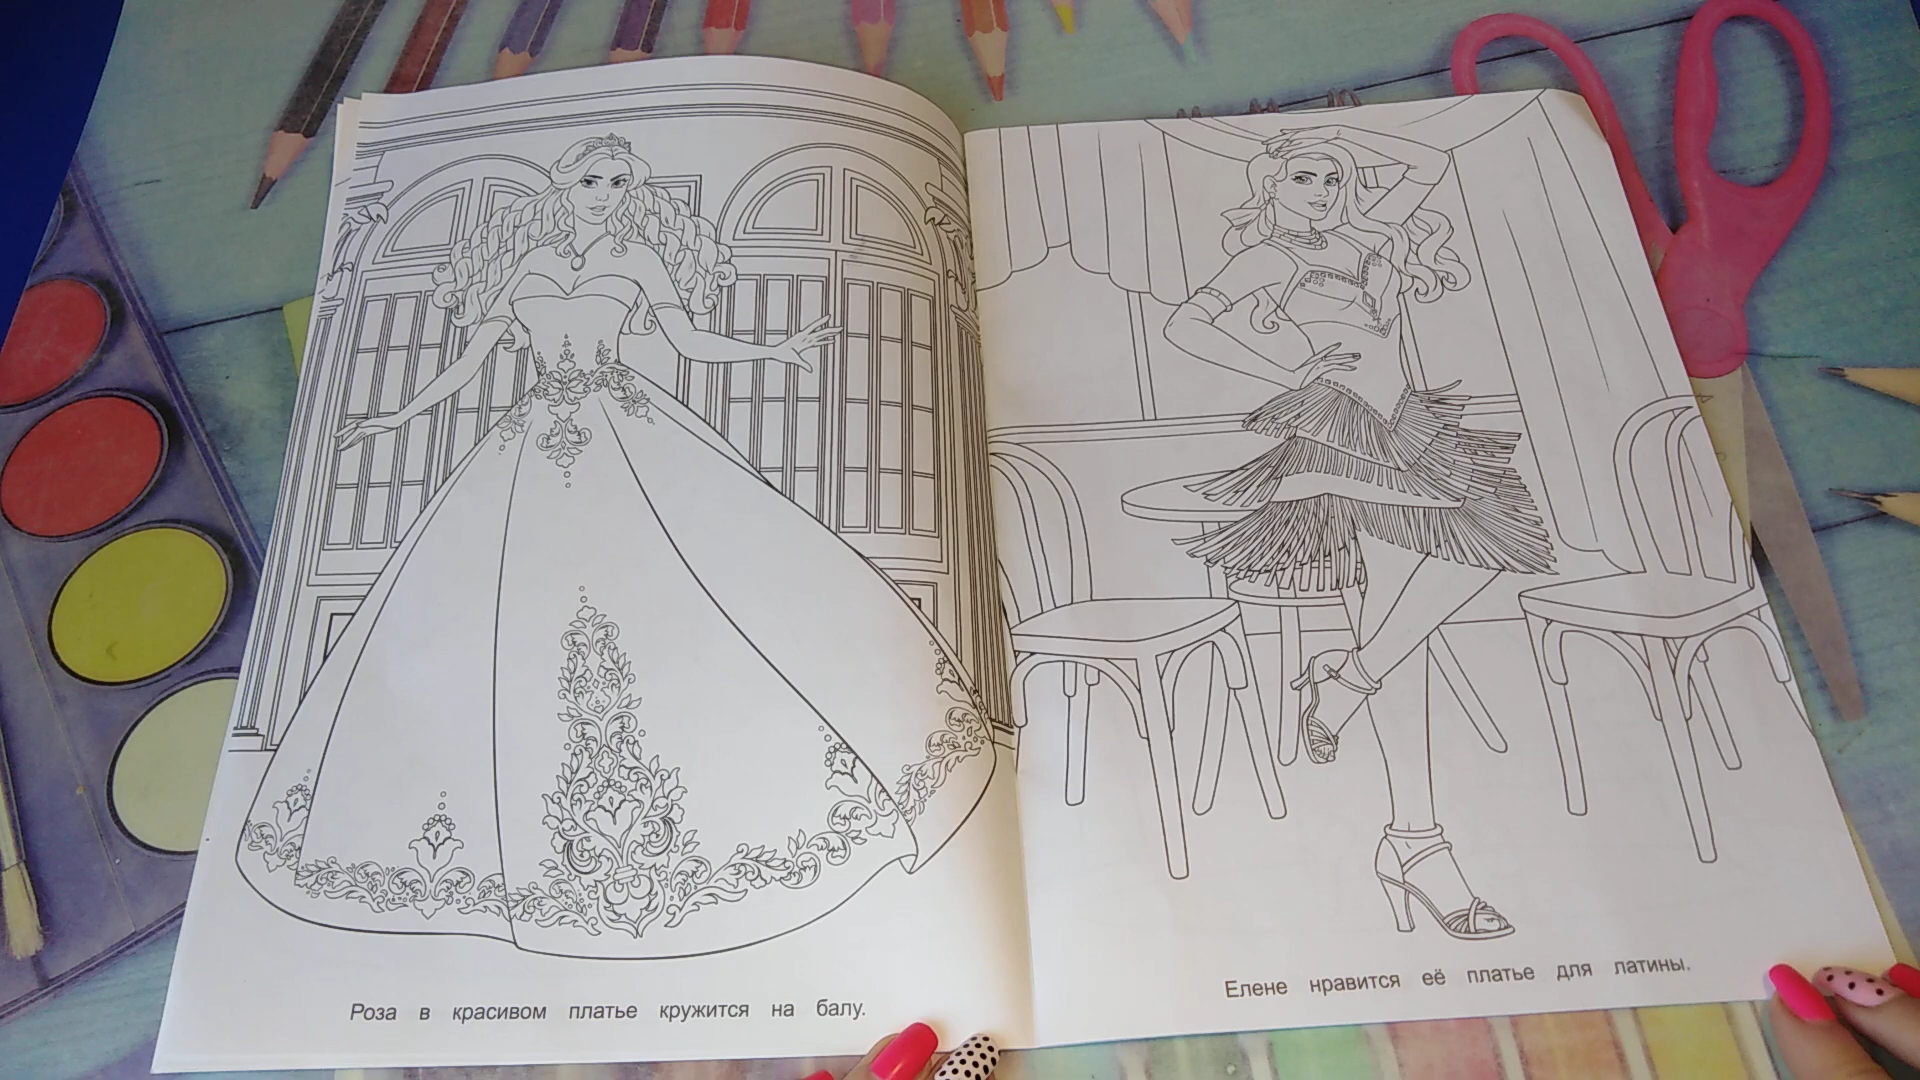 Роза в красивом платье кружится на балу.
Елене нравится её платье для латины.